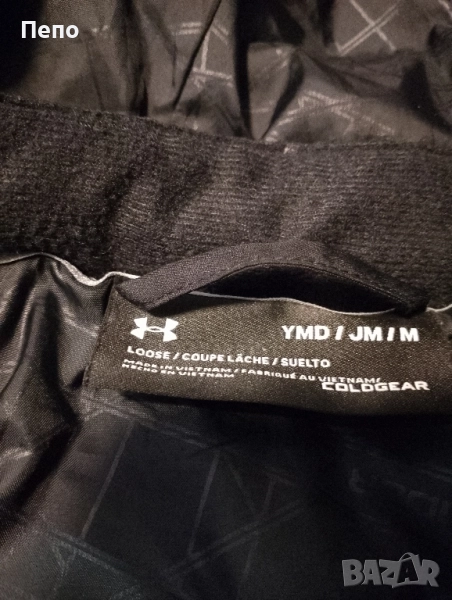 Пепо
YMD / JM / M
LOOSE / COUPE LÂCHE / SUELTO
MADE IN VIETNAM / FABRIQUÉ AU VIETNAM/
HECHO EN VIETNAM
COLDGEAR
BAZAR